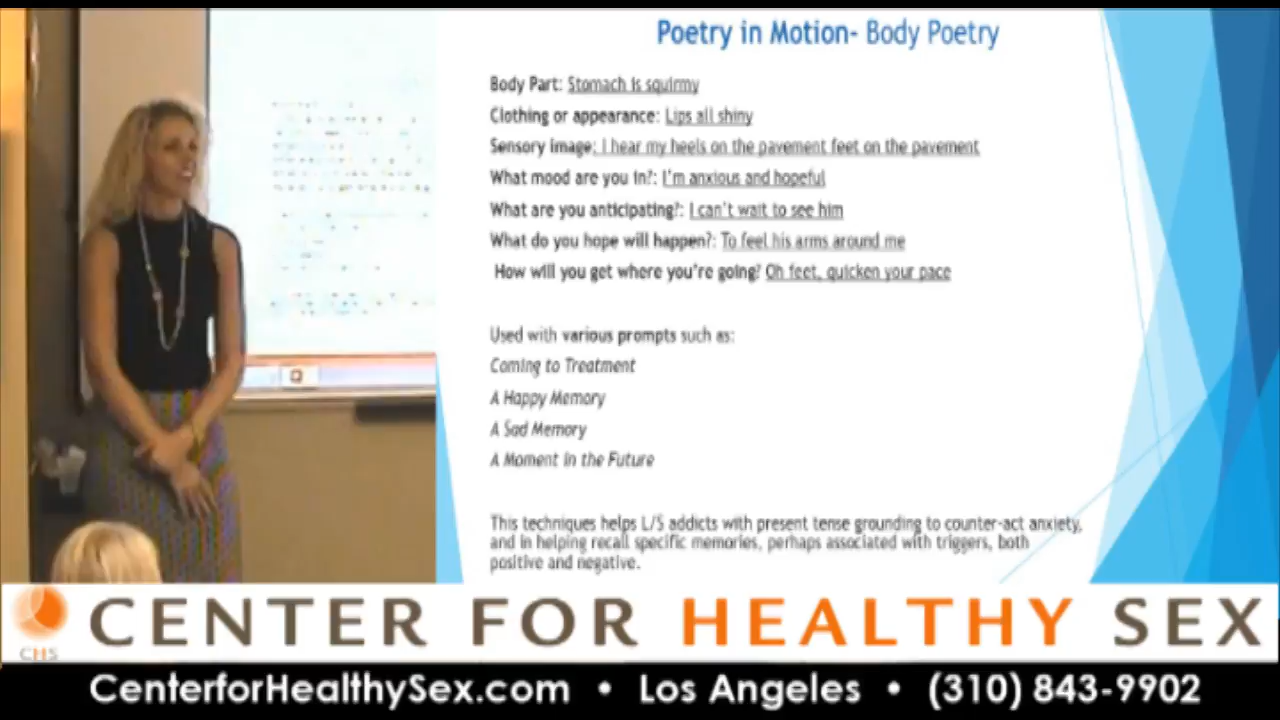 Poetry in Motion- Body Poetry
Body Part: Stomach is squirmy
Clothing or appearance: Lips all shiny
Sensory image: I hear my heels on the pavement feet on the pavement
What mood are you in?: I'm anxious and hopeful
What are you anticipating?: I can't wait to see him
What do you hope will happen?: To feel his arms around me
How will you get where you're going? Oh feet, quicken your pace
Used with various prompts such as:
Coming to Treatment
A Happy Memory
A Sad Memory
A Moment in the Future
This techniques helps L/S addicts with present tense grounding to counter-act anxiety,
and in helping recall specific memories, perhaps associated with triggers, both
positive and negative.
CENTER FOR HEALTHY SEX
CHS
CenterforHealthySex.com • Los Angeles • (310) 843-9902